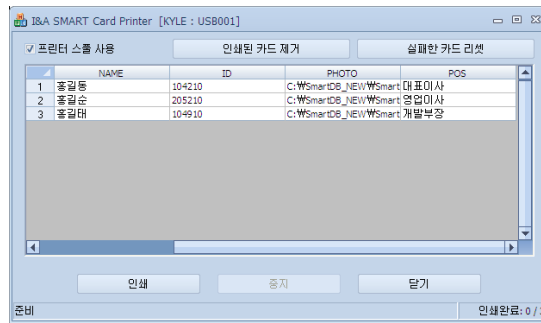 I&A SMART Card Printer [KYLE : USB001]
프린터 스풀 사용 인쇄된 카드 제거 실패한 카드 리셋
NAME ID PHOTO POS
1 홍길동 104210 C:₩SmartDB_NEW₩Smart 대표이사
2 홍길순 205210 C:₩SmartDB_NEW₩Smart 영업이사
3 홍길태 104910 C:₩SmartDB_NEW₩Smart 개발부장
인쇄 중지 닫기
준비 인쇄완료: 0 /